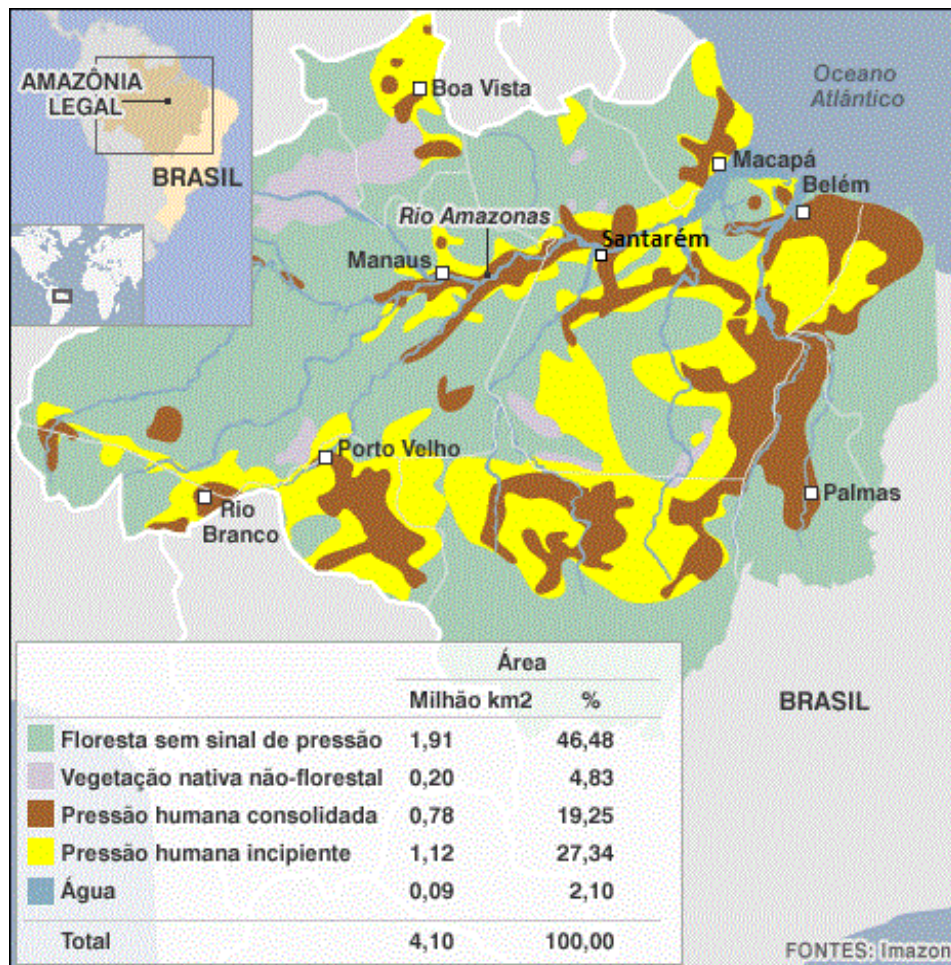 AMAZÔNIA
LEGAL
BRASIL
Oceano
Atlântico
Boa Vista
Macapá
Belém
Rio Amazonas
Santarém
Manaus
Porto Velho
Rio
Branco
Palmas
BRASIL
Área
Milhão km2 %
Floresta sem sinal de pressão 1,91 46,48
Vegetação nativa não-florestal 0,20 4,83
Pressão humana consolidada 0,78 19,25
Pressão humana incipiente 1,12 27,34
Água 0,09 2,10
Total 4,10 100,00
FONTES: Imazon